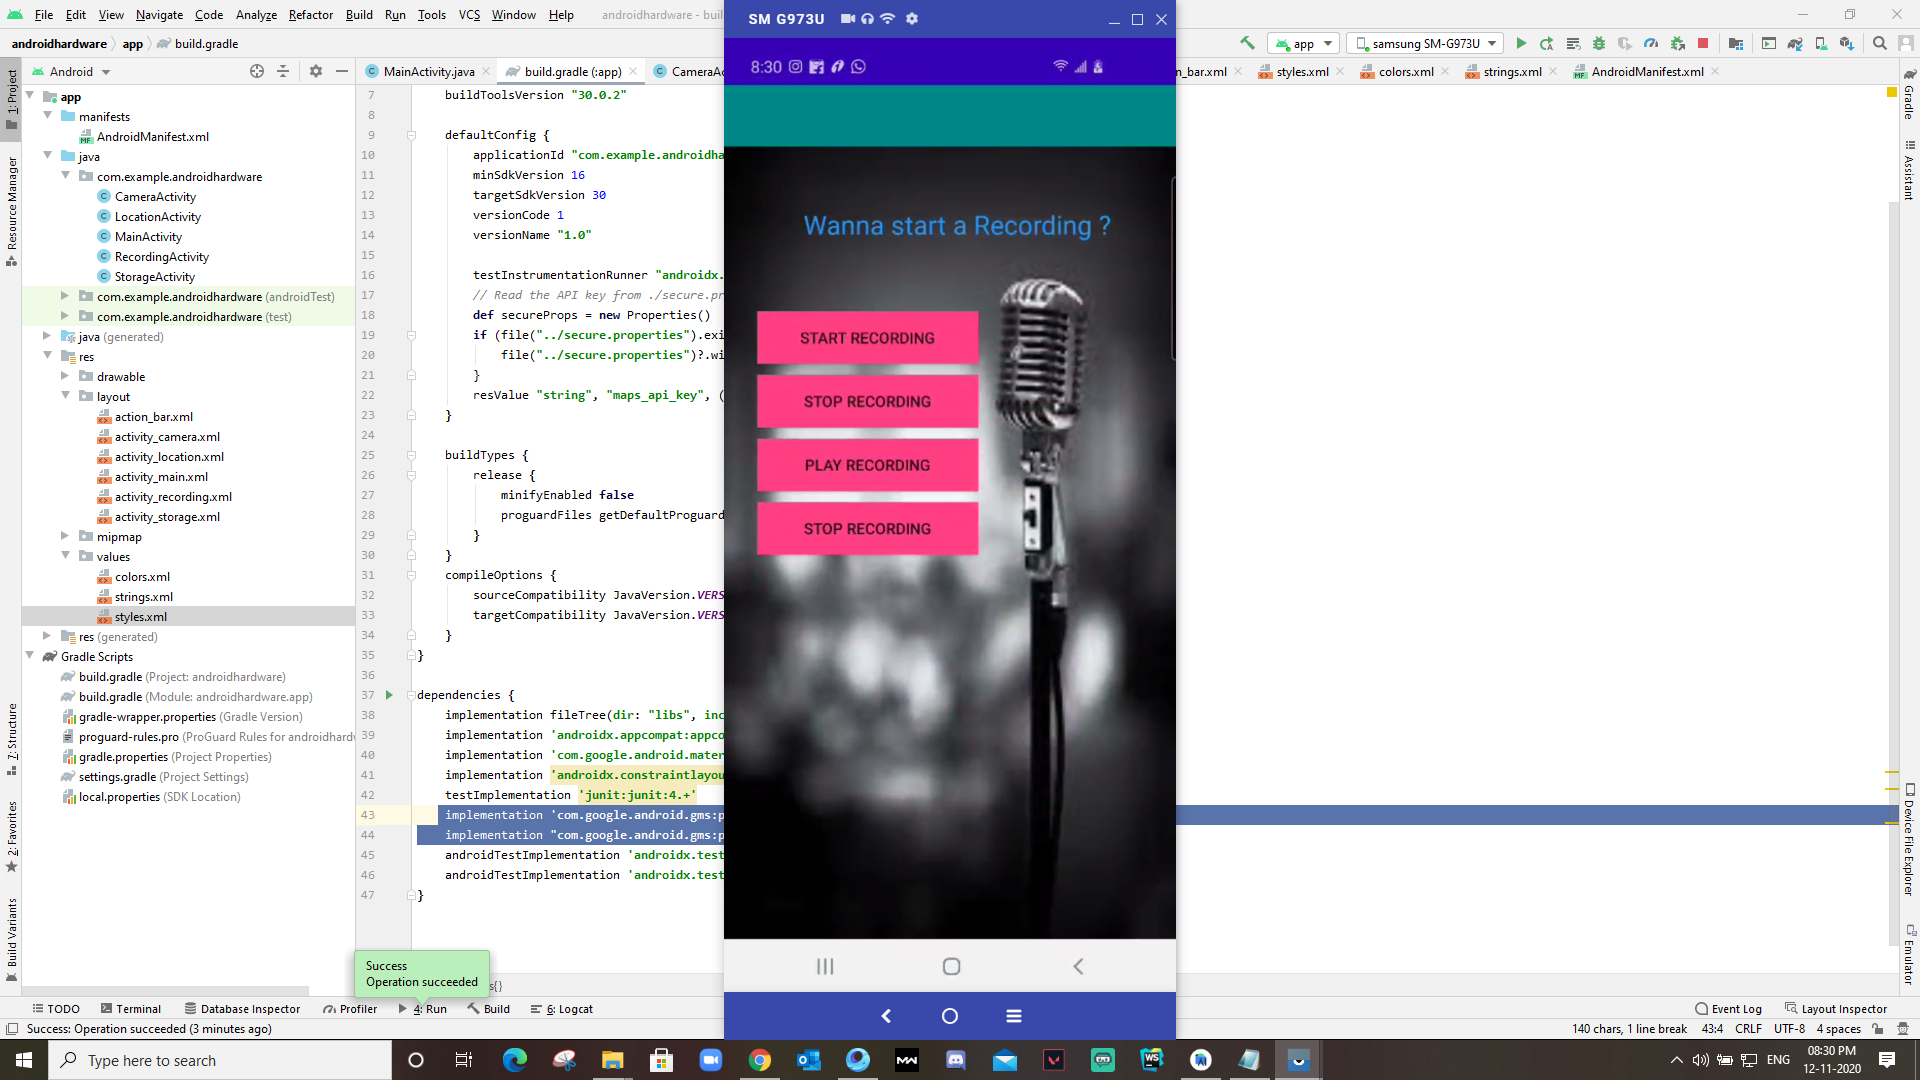 File Edit View Navigate Code Analyze Refactor Build Run Tools VCS Window Help androidhardware - buil
androidhardware app build.gradle
app samsung SM-G973U
Android
MainActivity.java build.gradle (:app) CameraAc
n_bar.xml styles.xml colors.xml strings.xml AndroidManifest.xml
1: Project
Resource Manager
7: Structure
2: Favorites
Build Variants
app
manifests
AndroidManifest.xml
java
com.example.androidhardware
CameraActivity
LocationActivity
MainActivity
RecordingActivity
StorageActivity
com.example.androidhardware (androidTest)
com.example.androidhardware (test)
java (generated)
res
drawable
layout
action_bar.xml
activity_camera.xml
activity_location.xml
activity_main.xml
activity_recording.xml
activity_storage.xml
mipmap
values
colors.xml
strings.xml
styles.xml
res (generated)
Gradle Scripts
build.gradle (Project: androidhardware)
build.gradle (Module: androidhardware.app)
gradle-wrapper.properties (Gradle Version)
proguard-rules.pro (ProGuard Rules for androidhardw
gradle.properties (Project Properties)
settings.gradle (Project Settings)
local.properties (SDK Location)
7 buildToolsVersion "30.0.2"
8
9 defaultConfig {
10 applicationId "com.example.androidha
11 minSdkVersion 16
12 targetSdkVersion 30
13 versionCode 1
14 versionName "1.0"
15
16 testInstrumentationRunner "androidx.
17 // Read the API key from ./secure.pr
18 def secureProps = new Properties()
19 if (file("../secure.properties").exi
20 file("../secure.properties")?.wi
21 }
22 resValue "string", "maps_api_key", (
23 }
24
25 buildTypes {
26 release {
27 minifyEnabled false
28 proguardFiles getDefaultProguard
29 }
30 }
31 compileOptions {
32 sourceCompatibility JavaVersion.VERS
33 targetCompatibility JavaVersion.VERS
34 }
35 }
36
37 dependencies {
38 implementation fileTree(dir: "libs", inc
39 implementation 'androidx.appcompat:appco
40 implementation 'com.google.android.mater
41 implementation 'androidx.constraintlayou
42 testImplementation 'junit:junit:4.+'
43 implementation 'com.google.android.gms:p
44 implementation "com.google.android.gms:p
45 androidTestImplementation 'androidx.test
46 androidTestImplementation 'androidx.test
47 }
s{}
SM G973U
8:30
Wanna start a Recording ?
START RECORDING
STOP RECORDING
PLAY RECORDING
STOP RECORDING
Gradle
Assistant
Device File Explorer
Emulator
Success
Operation succeeded
TODO Terminal Database Inspector Profiler 4: Run Build 6: Logcat Event Log Layout Inspector
Success: Operation succeeded (3 minutes ago) 140 chars, 1 line break 43:4 CRLF UTF-8 4 spaces
Type here to search
ENG
08:30 PM
12-11-2020